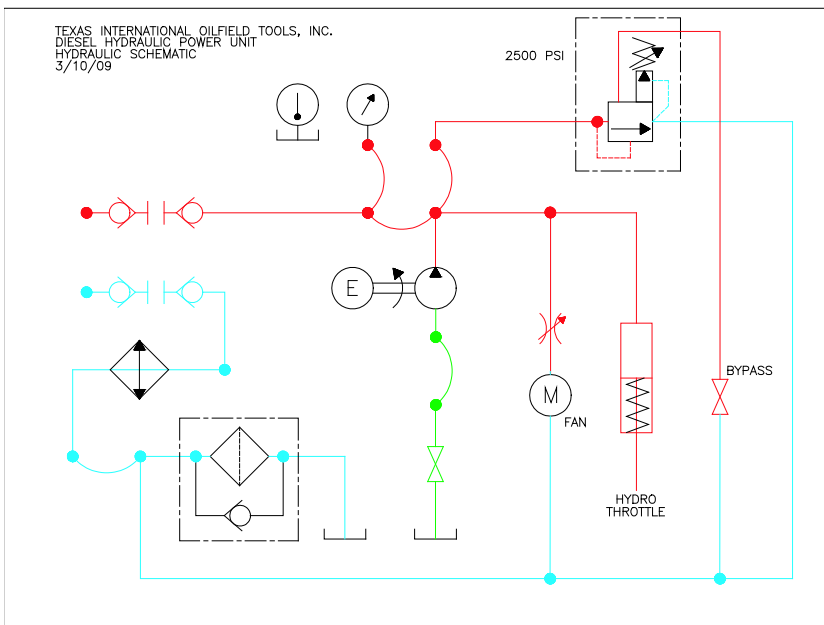 TEXAS INTERNATIONAL OILFIELD TOOLS, INC.
DIESEL HYDRAULIC POWER UNIT
HYDRAULIC SCHEMATIC
3/10/09
2500 PSI
E
M
FAN
BYPASS
HYDRO
THROTTLE